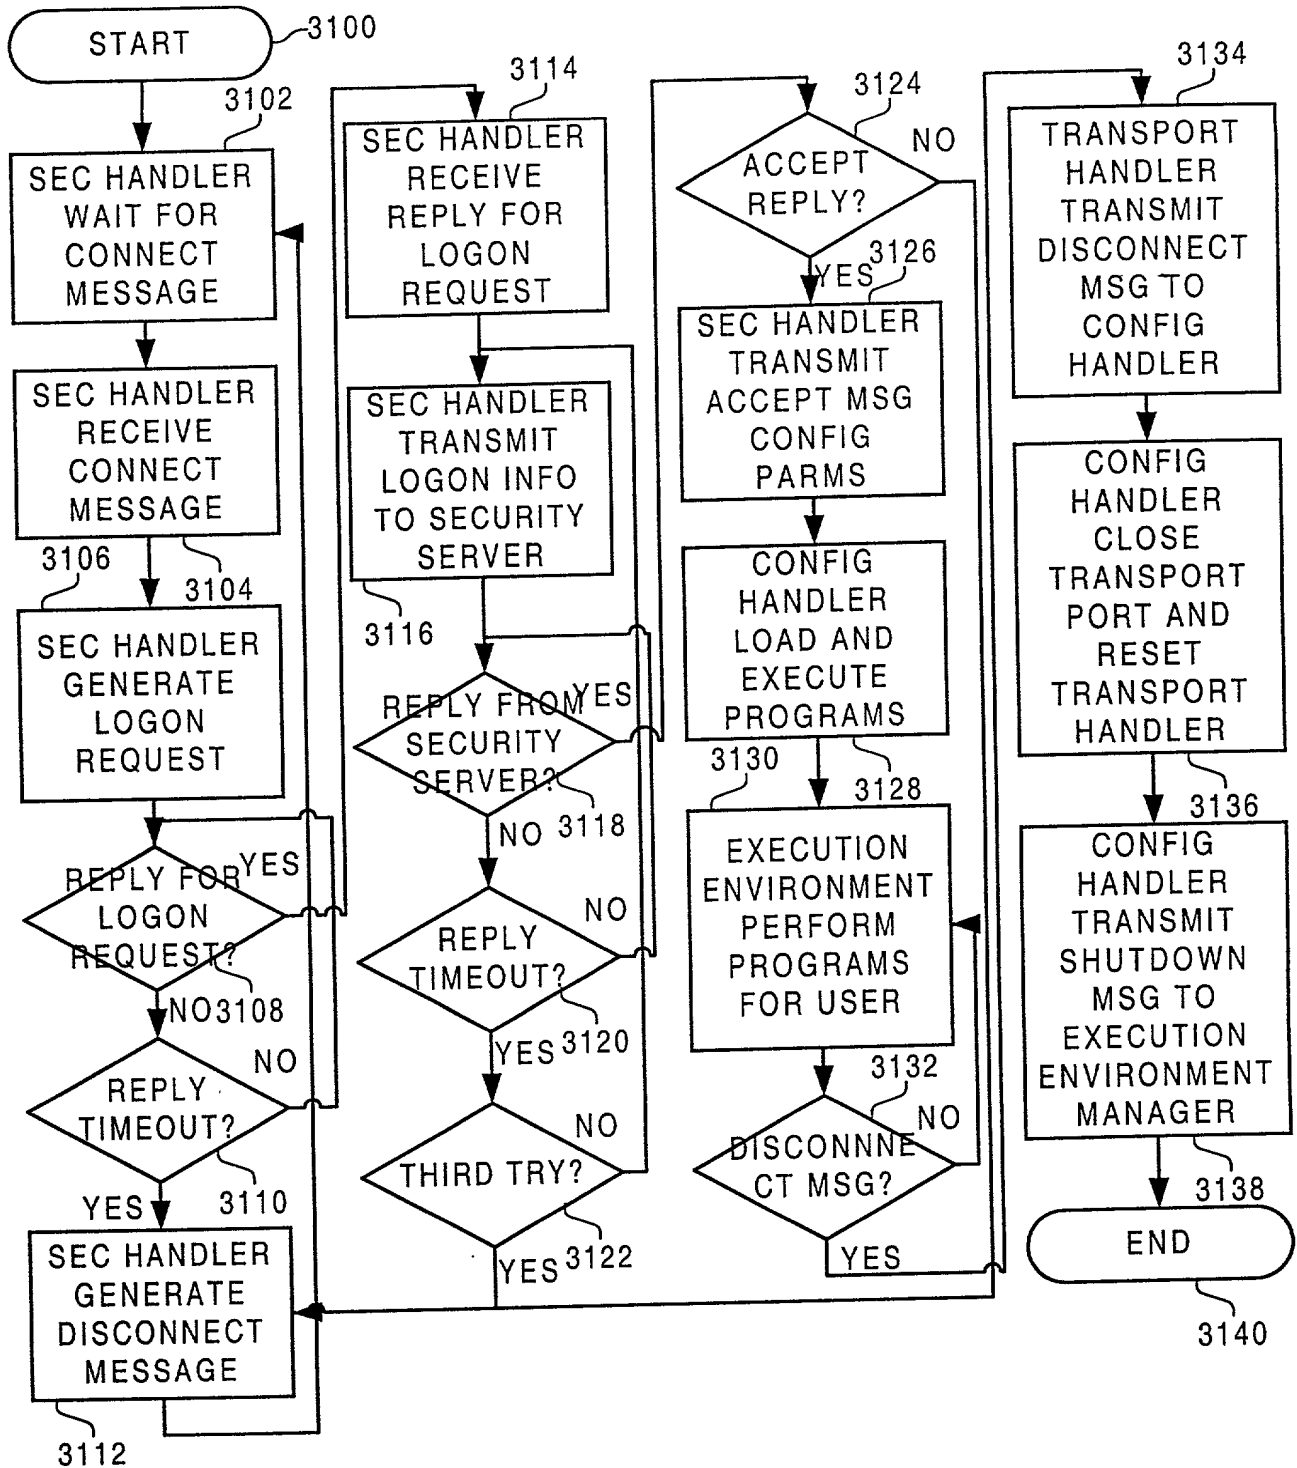 START
3100
3102
SEC HANDLER
WAIT FOR
CONNECT
MESSAGE
SEC HANDLER
RECEIVE
CONNECT
MESSAGE
3104
3106
SEC HANDLER
GENERATE
LOGON
REQUEST
REPLY FOR
LOGON
REQUEST?
YES
NO
3108
REPLY
TIMEOUT?
NO
YES
3110
SEC HANDLER
GENERATE
DISCONNECT
MESSAGE
3112
3114
SEC HANDLER
RECEIVE
REPLY FOR
LOGON
REQUEST
SEC HANDLER
TRANSMIT
LOGON INFO
TO SECURITY
SERVER
3116
REPLY FROM
SECURITY
SERVER?
YES
NO
3118
REPLY
TIMEOUT?
NO
YES
3120
THIRD TRY?
NO
YES
3122
3124
ACCEPT
REPLY?
NO
YES
3126
SEC HANDLER
TRANSMIT
ACCEPT MSG
CONFIG
PARMS
CONFIG
HANDLER
LOAD AND
EXECUTE
PROGRAMS
3128
3130
EXECUTION
ENVIRONMENT
PERFORM
PROGRAMS
FOR USER
3132
DISCONNNE
CT MSG?
NO
YES
3134
TRANSPORT
HANDLER
TRANSMIT
DISCONNECT
MSG TO
CONFIG
HANDLER
CONFIG
HANDLER
CLOSE
TRANSPORT
PORT AND
RESET
TRANSPORT
HANDLER
3136
CONFIG
HANDLER
TRANSMIT
SHUTDOWN
MSG TO
EXECUTION
ENVIRONMENT
MANAGER
3138
END
3140